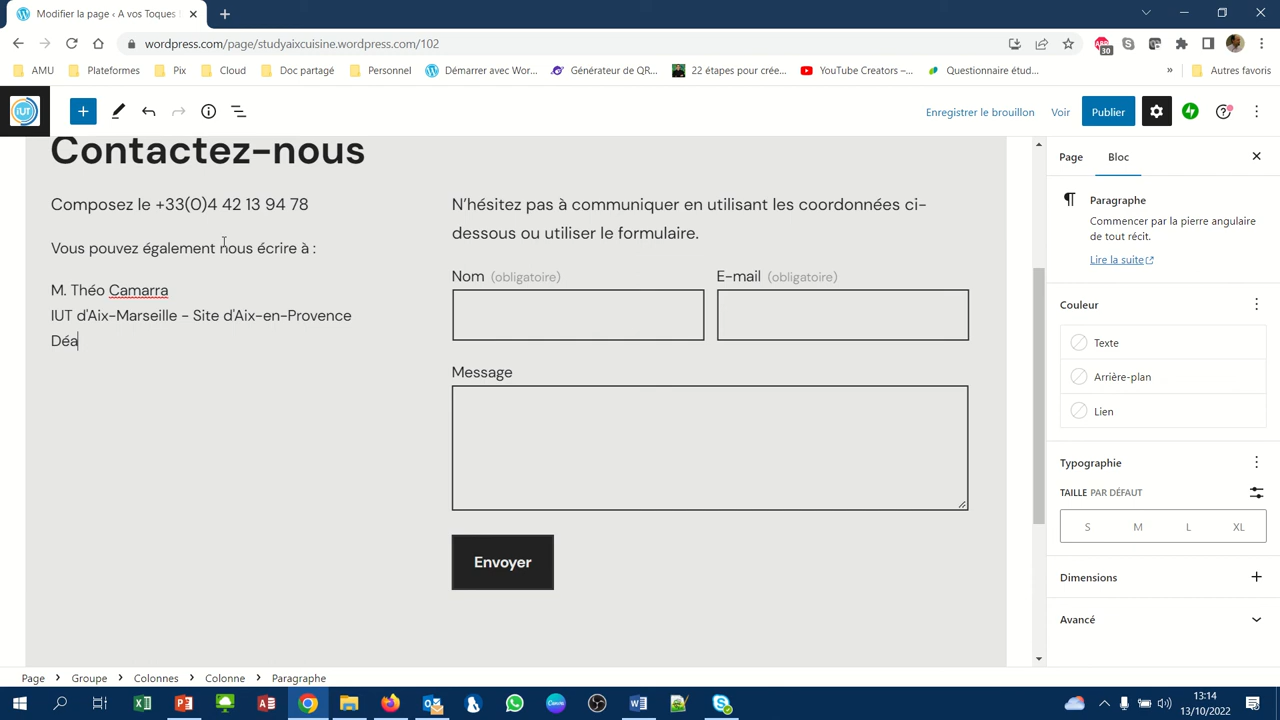 Modifier la page ‹ A vos Toques
wordpress.com/page/studyaixcuisine.wordpress.com/102
30
AMU
Plateformes
Pix
Cloud
Doc partagé
Personnel
Démarrer avec Wor...
Générateur de QR...
22 étapes pour crée...
YouTube Creators –...
Questionnaire étud...
»
Autres favoris
iUT
Enregistrer le brouillon
Voir
Publier
Contactez-nous
Composez le +33(0)4 42 13 94 78
Vous pouvez également nous écrire à :
M. Théo Camarra
IUT d'Aix-Marseille - Site d'Aix-en-Provence
Déa
N'hésitez pas à communiquer en utilisant les coordonnées ci-
dessous ou utiliser le formulaire.
Nom (obligatoire)
E-mail (obligatoire)
Message
Envoyer
Page
Bloc
Paragraphe
Commencer par la pierre angulaire
de tout récit.
Lire la suite
Couleur
Texte
Arrière-plan
Lien
Typographie
TAILLE PAR DÉFAUT
S
M
L
XL
Dimensions
Avancé
Page
Groupe
Colonnes
Colonne
Paragraphe
13:14
13/10/2022